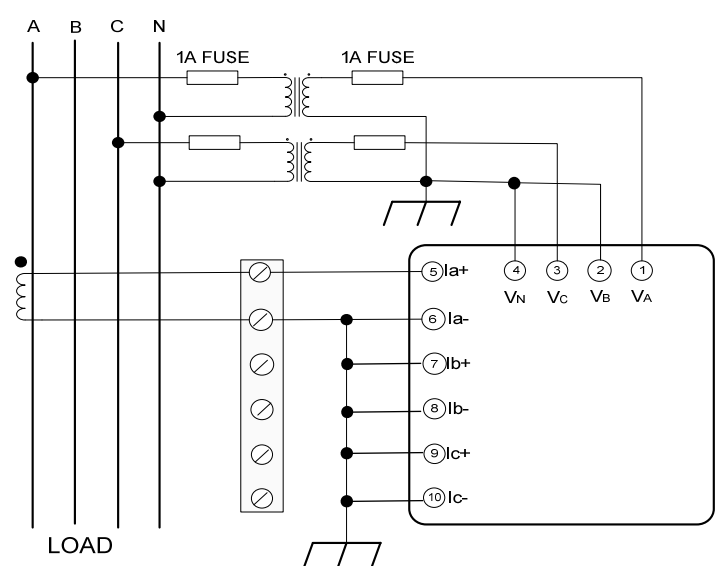 A B C N
1A FUSE 1A FUSE
5 Ia+ 4 3 2 1
VN VC VB VA
6 Ia-
7 Ib+
8 Ib-
9 Ic+
10 Ic-
LOAD